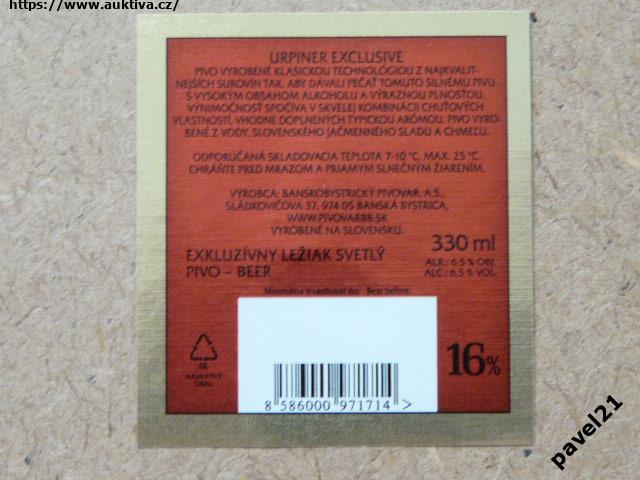 https://www.auktiva.cz/
URPINER EXCLUSIVE
PIVO VYROBENÉ KLASICKOU TECHNOLÓGIOU Z NAJKVALIT-
NEJŠÍCH SUROVÍN TAK, ABY DÁVALI PEČAŤ TOMUTO SILNÉMU PIVU
S VYSOKÝM OBSAHOM ALKOHOLU A VÝRAZNOU PLNOSŤOU.
VÝNIMOČNOSŤ SPOČÍVA V SKVELEJ KOMBINÁCII CHUŤOVÝCH
VLASTNOSTÍ, VHODNE DOPLNENÝCH TYPICKOU ARÓMOU. PIVO VYRO-
BENÉ Z VODY, SLOVENSKÉHO JAČMENNÉHO SLADU A CHMEĽU.
ODPORÚČANÁ SKLADOVACIA TEPLOTA 7-10 °C, MAX. 25 °C.
CHRÁŇTE PRED MRAZOM A PRIAMYM SLNEČNÝM ŽIARENÍM.
VÝROBCA: BANSKOBYSTRICKÝ PIVOVAR, A.S.,
SLÁDKOVIČOVA 37, 974 05 BANSKÁ BYSTRICA,
WWW.PIVOVARBB.SK
VYROBENÉ NA SLOVENSKU.
EXKLUZÍVNY LEŽIAK SVETLÝ
PIVO – BEER
330 ml
ALK.: 6,5 % OBJ.
ALC.: 6,5 % VOL.
Minimálna trvanlivosť do: Best before:
GL
NÁVRATNÝ
OBAL
16%
8 586000 971714 >
pavel21